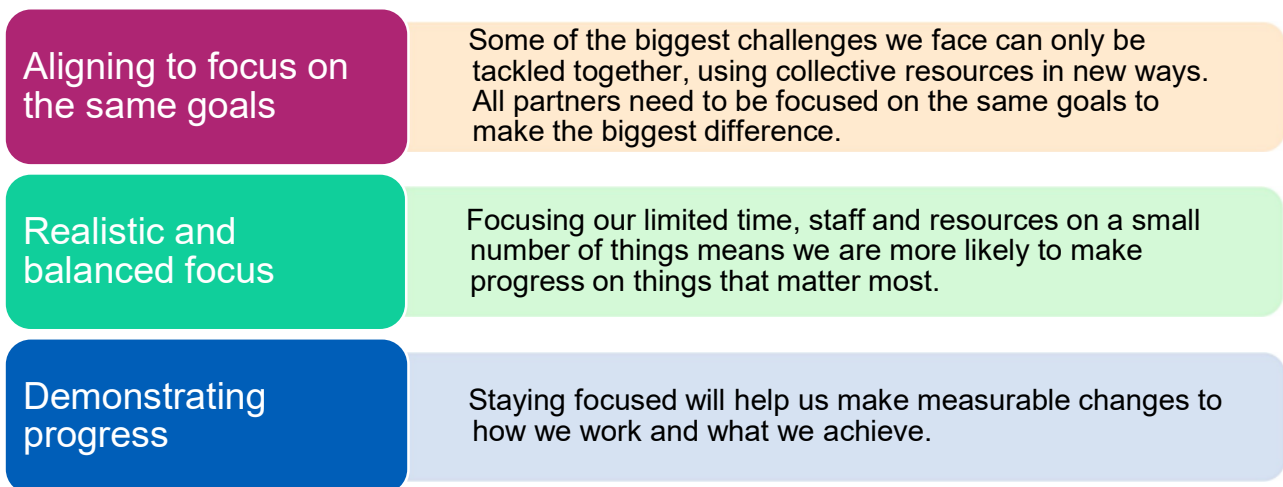 Aligning to focus on
the same goals
Some of the biggest challenges we face can only be
tackled together, using collective resources in new ways.
All partners need to be focused on the same goals to
make the biggest difference.
Realistic and
balanced focus
Focusing our limited time, staff and resources on a small
number of things means we are more likely to make
progress on things that matter most.
Demonstrating
progress
Staying focused will help us make measurable changes to
how we work and what we achieve.